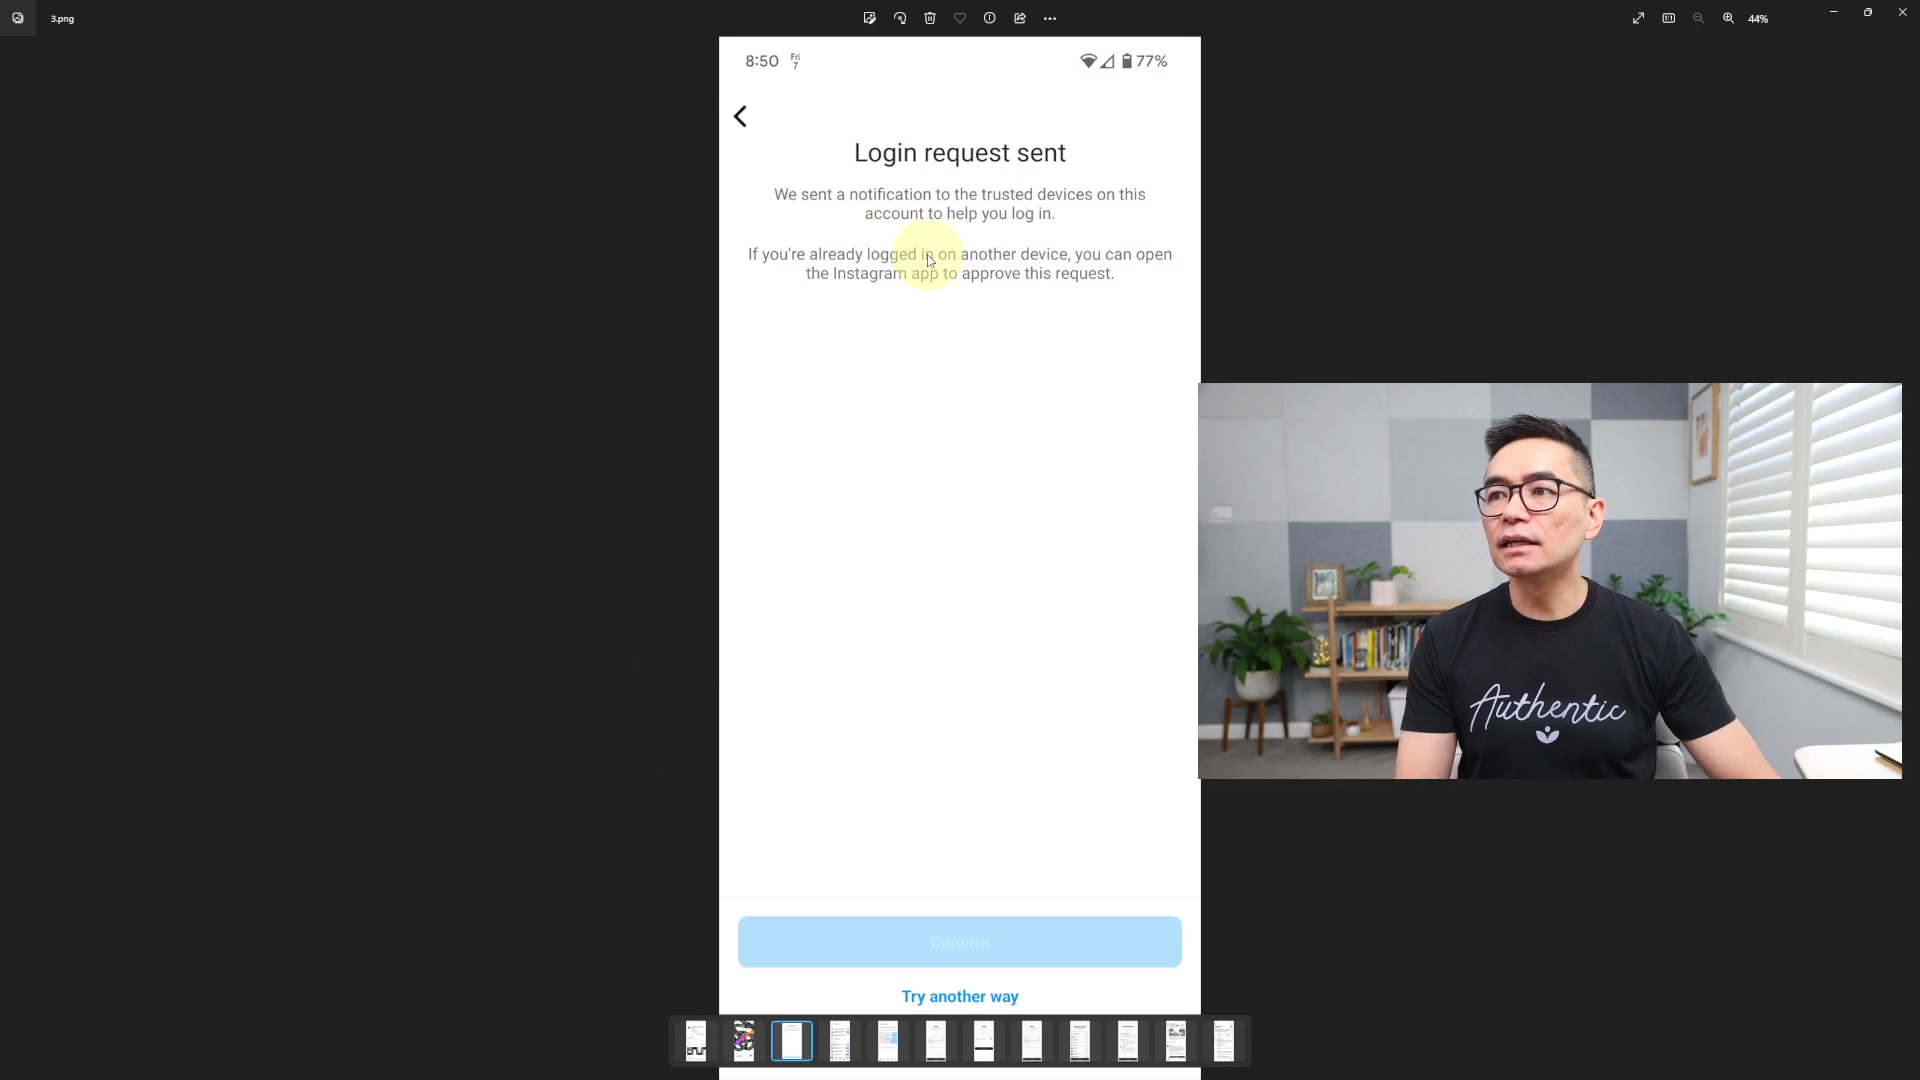 3.png
44%
8:50 Fri 7
77%
Login request sent
We sent a notification to the trusted devices on this
account to help you log in.
If you're already logged in on another device, you can open
the Instagram app to approve this request.
Confirm
Try another way
Authentic